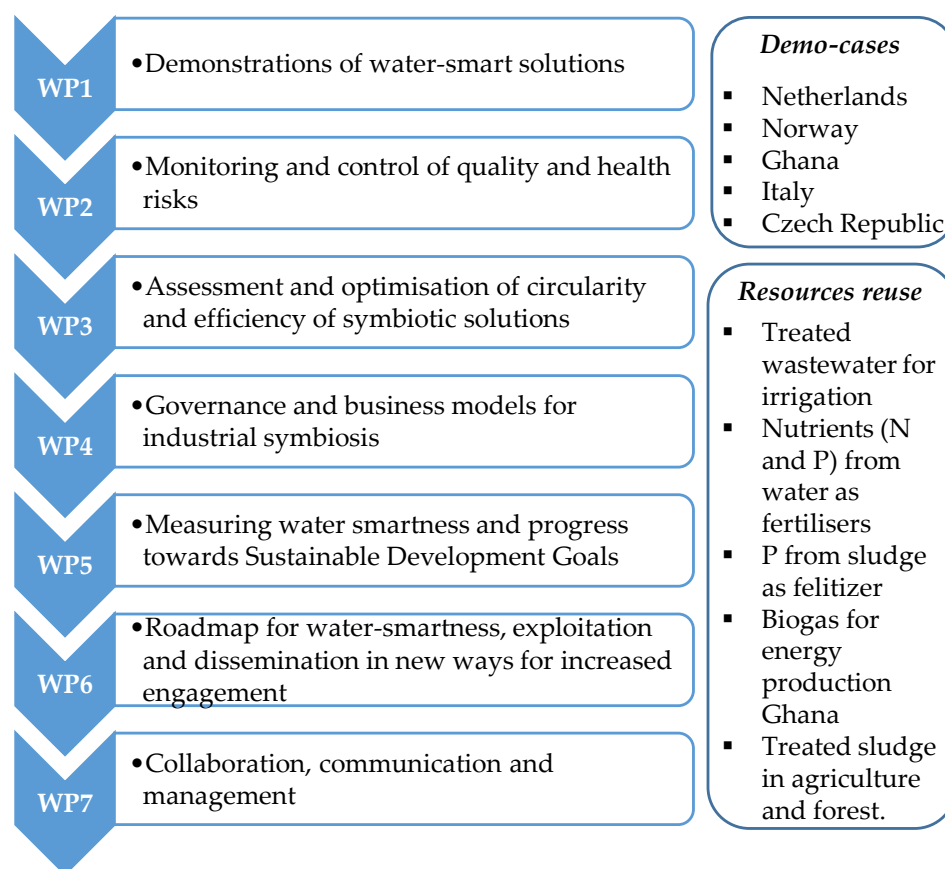 WP1
•Demonstrations of water-smart solutions
WP2
•Monitoring and control of quality and health
risks
WP3
•Assessment and optimisation of circularity
and efficiency of symbiotic solutions
WP4
•Governance and business models for
industrial symbiosis
WP5
•Measuring water smartness and progress
towards Sustainable Development Goals
WP6
•Roadmap for water-smartness, exploitation
and dissemination in new ways for increased
engagement
WP7
•Collaboration, communication and
management
Demo-cases
▪ Netherlands
▪ Norway
▪ Ghana
▪ Italy
▪ Czech Republic
Resources reuse
▪ Treated
wastewater for
irrigation
▪ Nutrients (N
and P) from
water as
fertilisers
▪ P from sludge
as felitizer
▪ Biogas for
energy
production
Ghana
▪ Treated sludge
in agriculture
and forest.